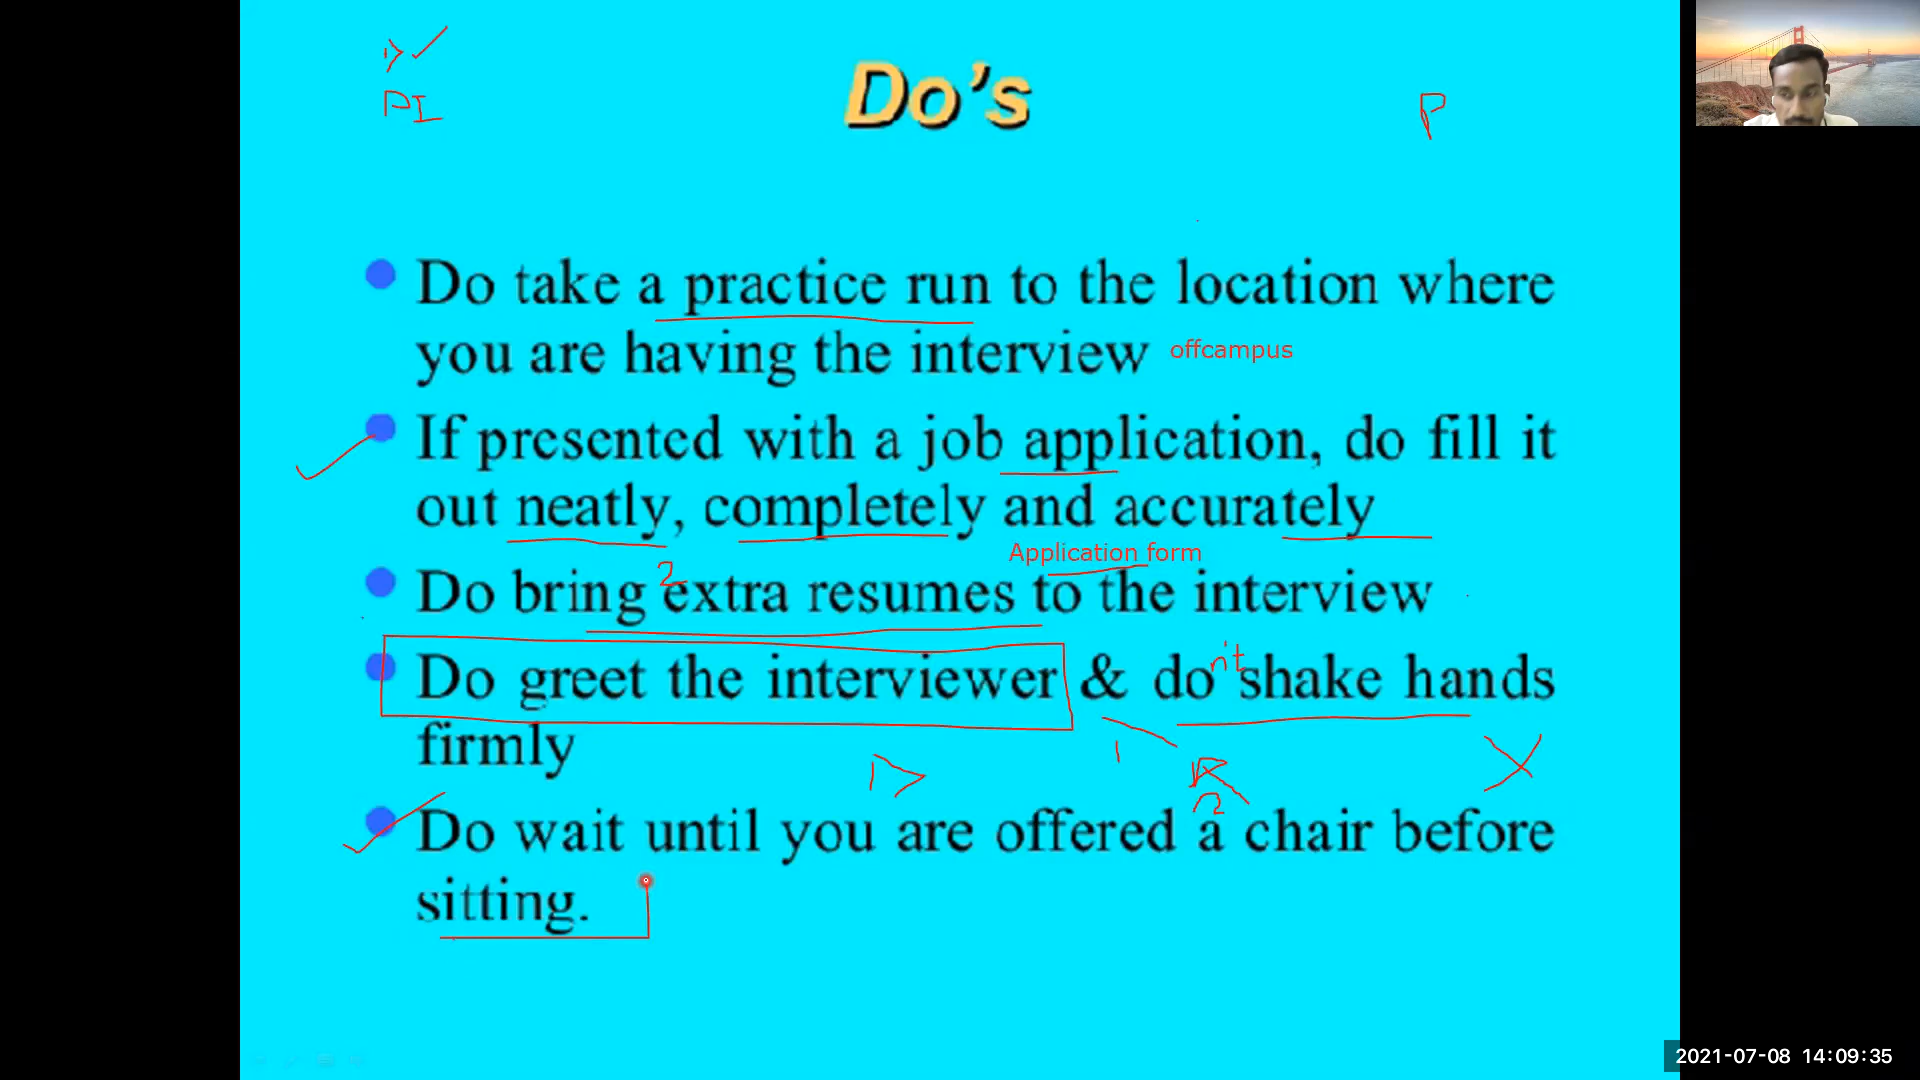 Do's
PI
P
Do take a practice run to the location where
you are having the interview offcampus
If presented with a job application, do fill it
out neatly, completely and accurately
Application form
2
Do bring extra resumes to the interview
Do greet the interviewer & do n't shake hands
firmly
1
2
Do wait until you are offered a chair before
sitting.
2021-07-08 14:09:35